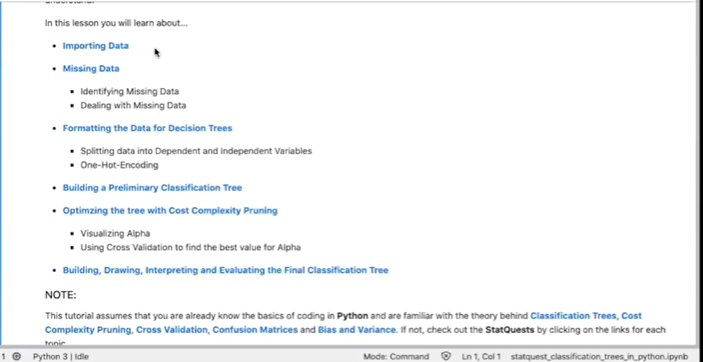 In this lesson you will learn about...
• Importing Data
• Missing Data
▪ Identifying Missing Data
▪ Dealing with Missing Data
• Formatting the Data for Decision Trees
▪ Splitting data into Dependent and Independent Variables
▪ One-Hot-Encoding
• Building a Preliminary Classification Tree
• Optimzing the tree with Cost Complexity Pruning
▪ Visualizing Alpha
▪ Using Cross Validation to find the best value for Alpha
• Building, Drawing, Interpreting and Evaluating the Final Classification Tree
NOTE:
This tutorial assumes that you are already know the basics of coding in Python and are familiar with the theory behind Classification Trees, Cost
Complexity Pruning, Cross Validation, Confusion Matrices and Bias and Variance. If not, check out the StatQuests by clicking on the links for each
topic.
1 Python 3 | Idle Mode: Command Ln 1, Col 1 statquest_classification_trees_in_python.ipynb